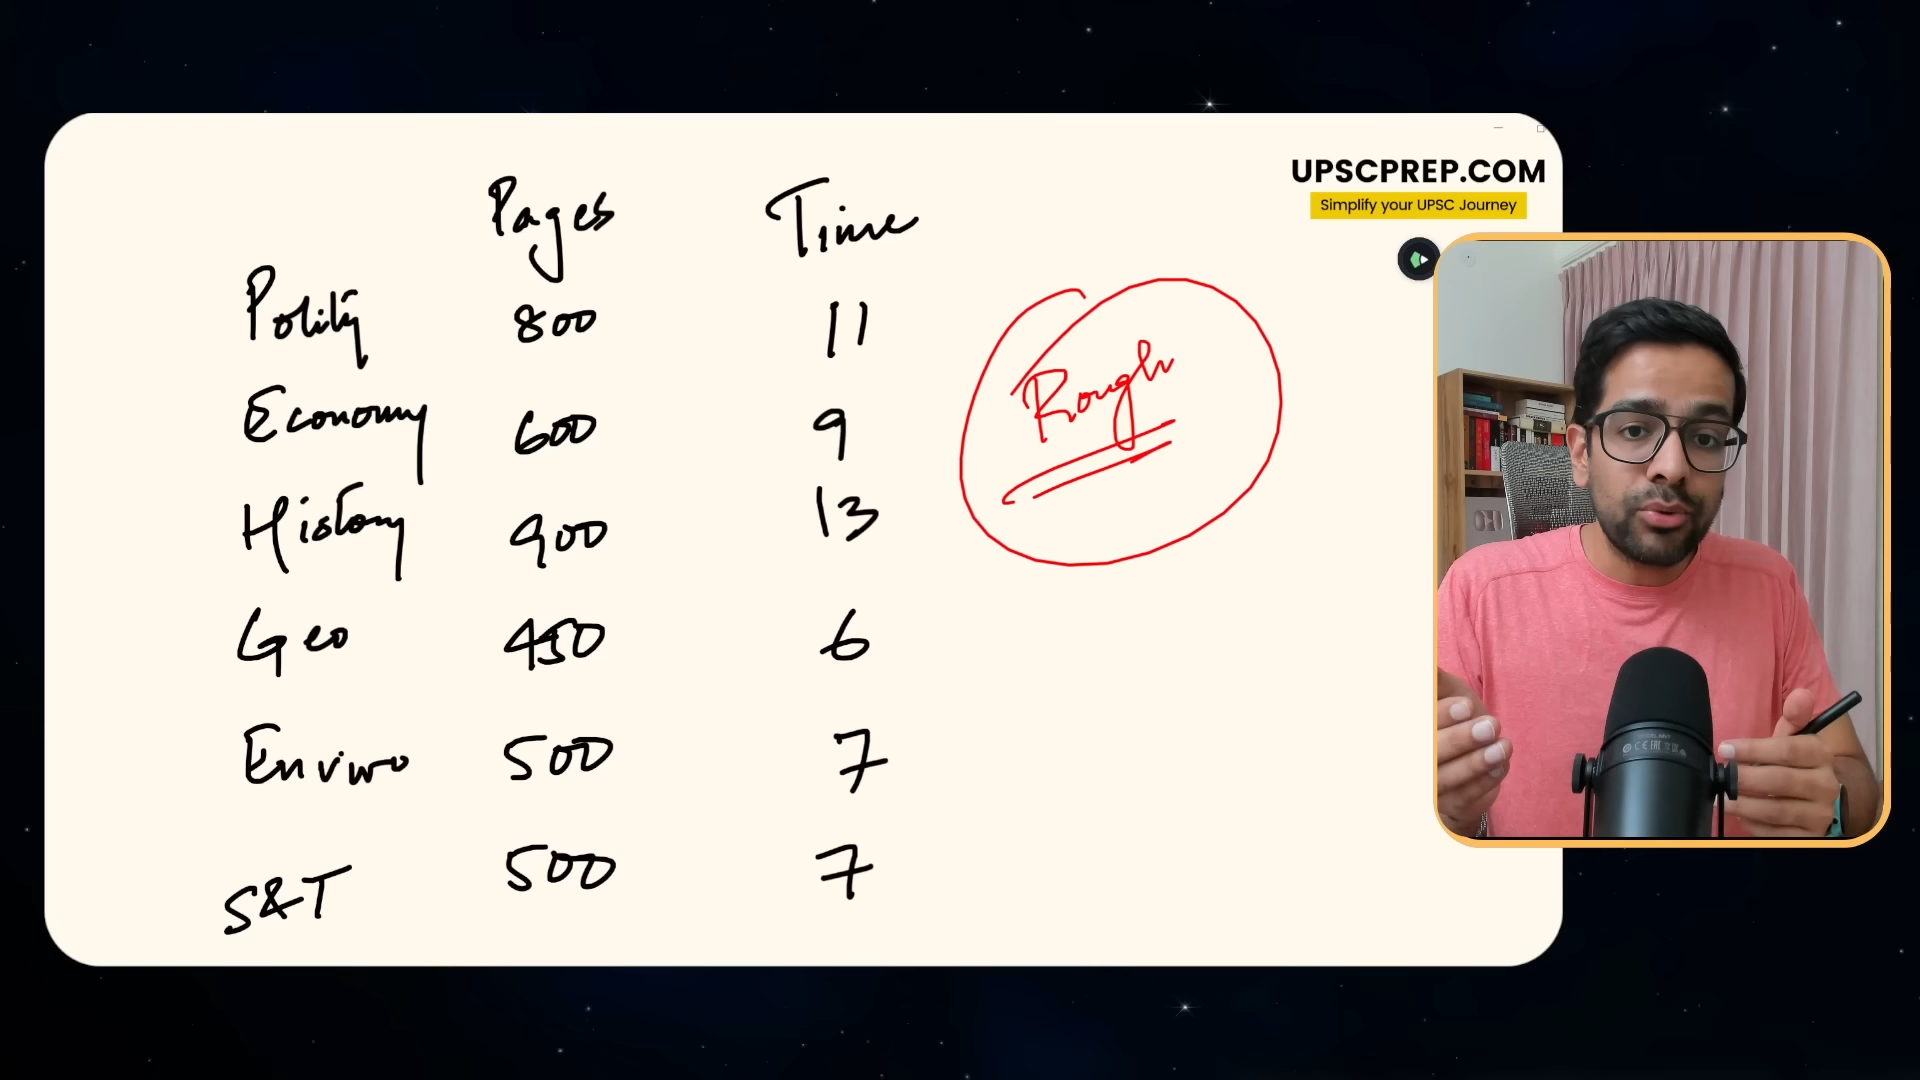 UPSCPREP.COM
Simplify your UPSC Journey
Pages Time
Polity 800 11
Economy 600 9
History 900 13
Geo 450 6
Enviro 500 7
S&T 500 7
Rough